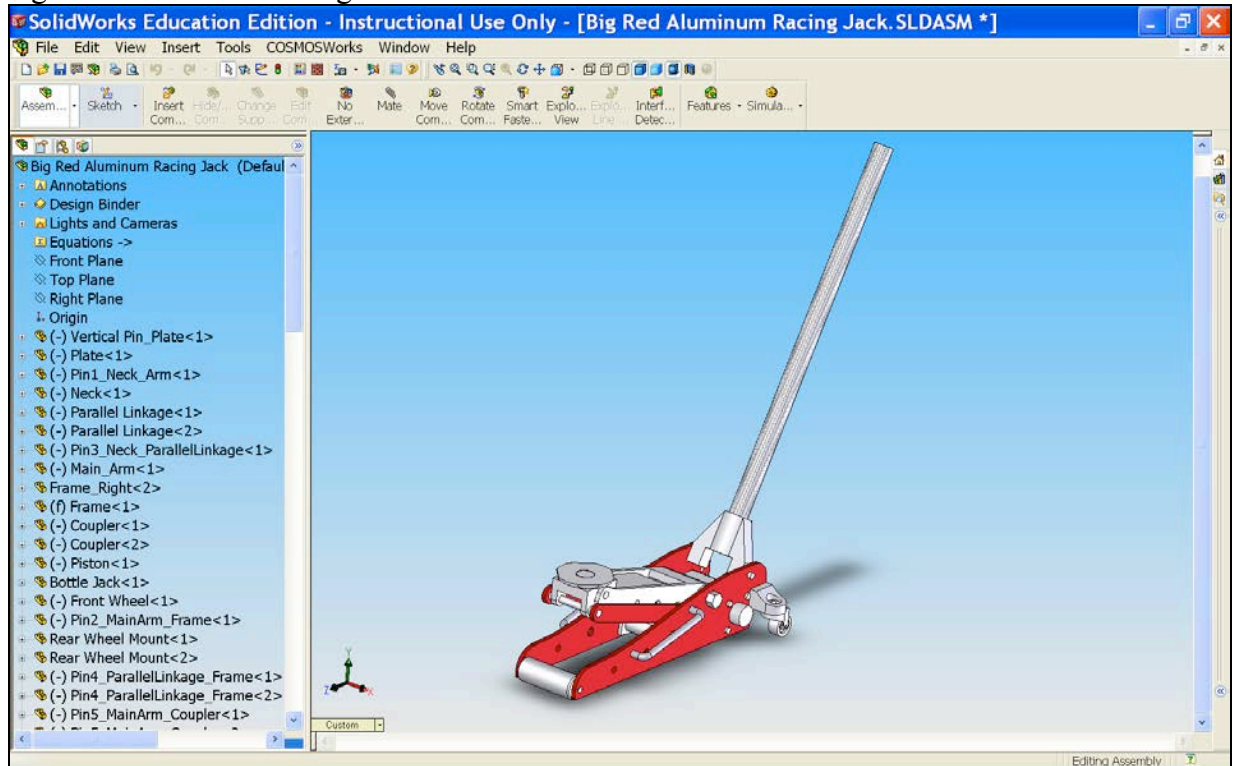 SolidWorks Education Edition - Instructional Use Only - [Big Red Aluminum Racing Jack.SLDASM *]
File Edit View Insert Tools COSMOSWorks Window Help
Assem... Sketch Insert Com... Hide/... Com... Change Supp... Edit Com... No Exter... Mate Move Com... Rotate Com... Smart Faste... Explo... View Explo... Line... Interf... Detec... Features Simula...
Big Red Aluminum Racing Jack (Defaul
Annotations
Design Binder
Lights and Cameras
Equations ->
Front Plane
Top Plane
Right Plane
Origin
(-) Vertical Pin_Plate<1>
(-) Plate<1>
(-) Pin1_Neck_Arm<1>
(-) Neck<1>
(-) Parallel Linkage<1>
(-) Parallel Linkage<2>
(-) Pin3_Neck_ParallelLinkage<1>
(-) Main_Arm<1>
Frame_Right<2>
(f) Frame<1>
(-) Coupler<1>
(-) Coupler<2>
(-) Piston<1>
Bottle Jack<1>
(-) Front Wheel<1>
(-) Pin2_MainArm_Frame<1>
Rear Wheel Mount<1>
Rear Wheel Mount<2>
(-) Pin4_ParallelLinkage_Frame<1>
(-) Pin4_ParallelLinkage_Frame<2>
(-) Pin5_MainArm_Coupler<1>
Y
Z X
Custom
Editing Assembly